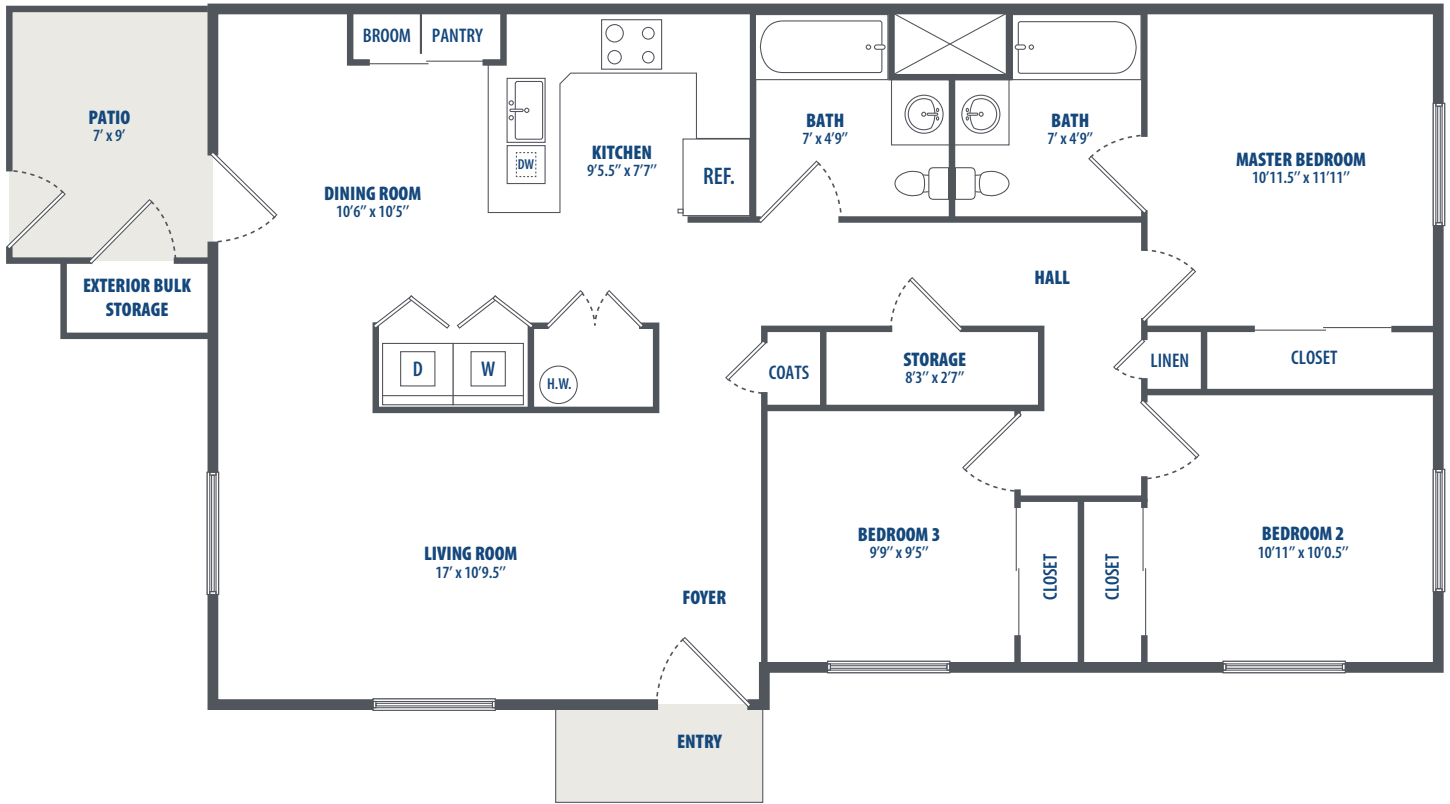 BROOM
PANTRY
PATIO
7’ x 9’
BATH
7’ x 4’9”
BATH
7’ x 4’9”
KITCHEN
9’5.5” x 7’7”
DW
REF.
MASTER BEDROOM
10’11.5” x 11’11”
DINING ROOM
10’6” x 10’5”
EXTERIOR BULK
STORAGE
HALL
D
W
H.W.
COATS
STORAGE
8’3” x 2’7”
LINEN
CLOSET
LIVING ROOM
17’ x 10’9.5”
FOYER
BEDROOM 3
9’9” x 9’5”
CLOSET
CLOSET
BEDROOM 2
10’11” x 10’0.5”
ENTRY